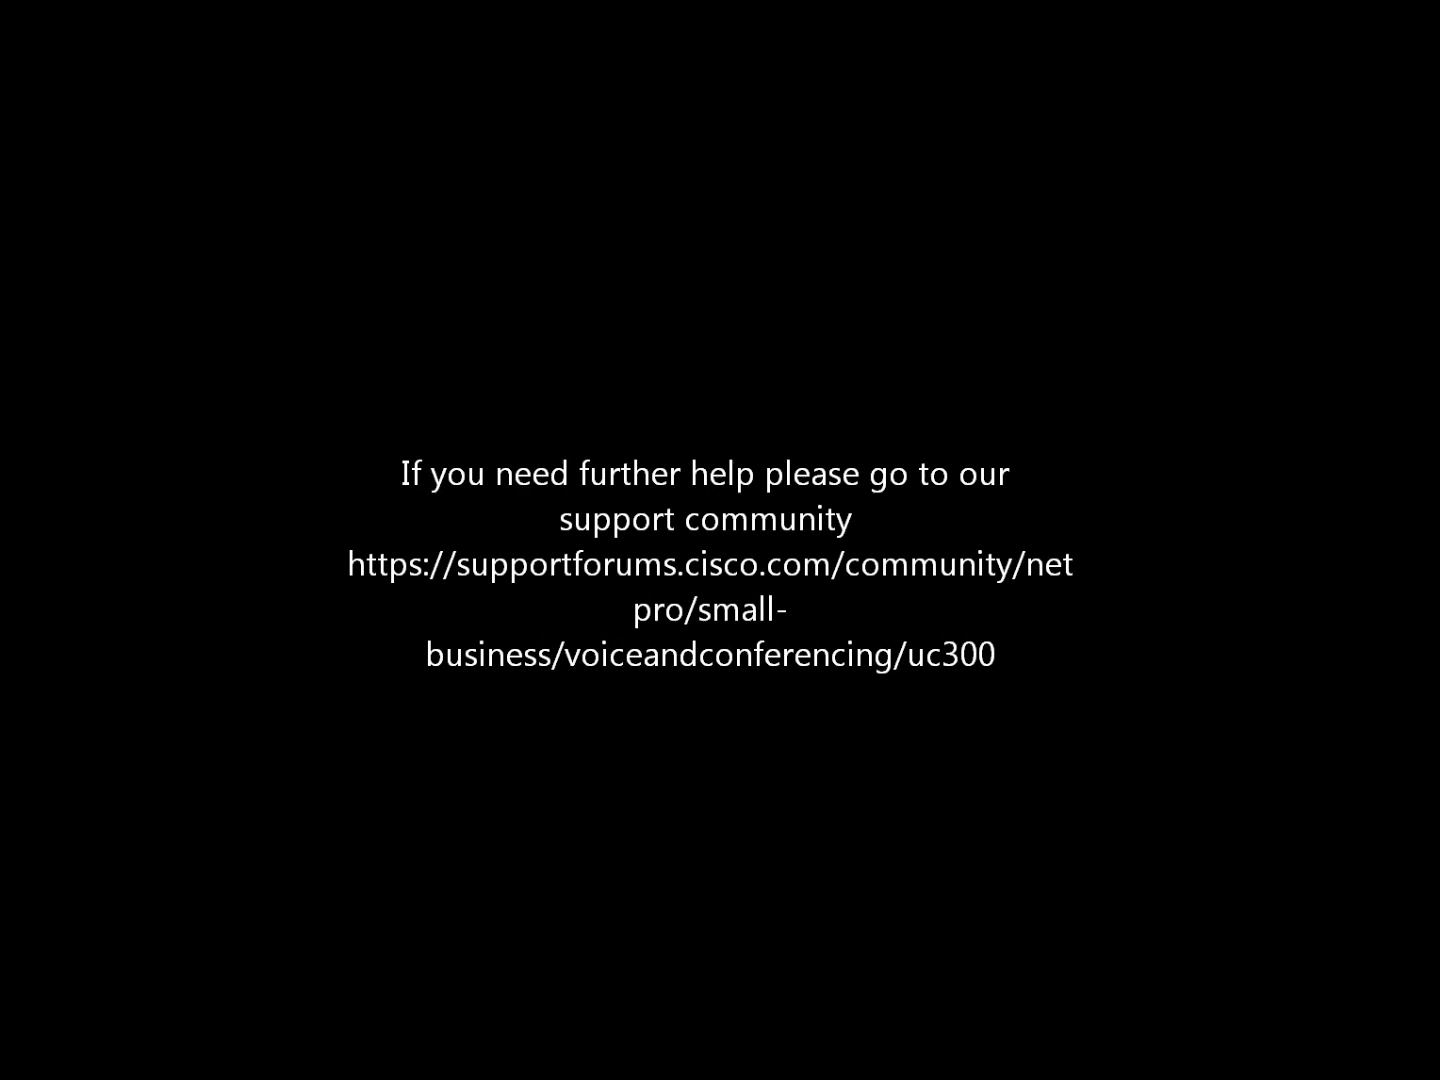 If you need further help please go to our
support community
https://supportforums.cisco.com/community/net
pro/small-
business/voiceandconferencing/uc300